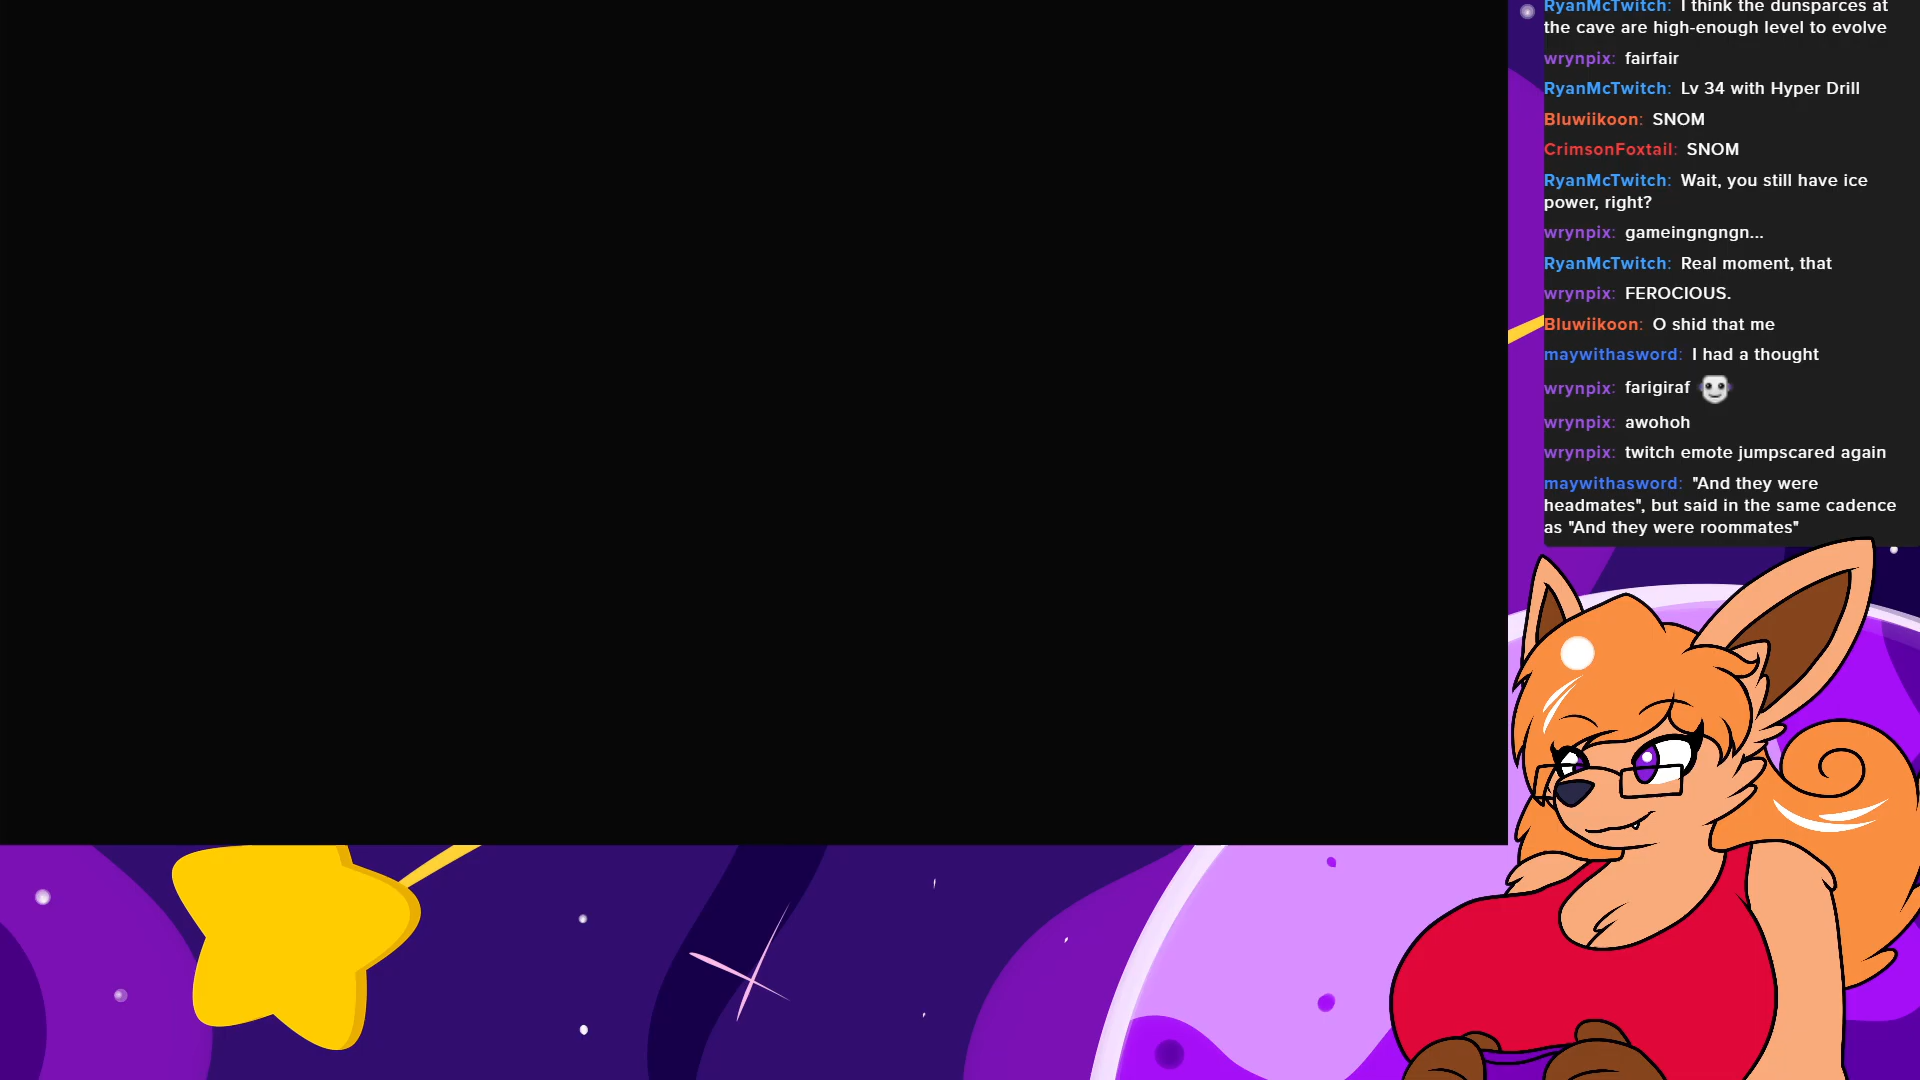 RyanMcTwitch: I think the dunsparces at
the cave are high-enough level to evolve
wrynpix: fairfair
RyanMcTwitch: Lv 34 with Hyper Drill
Bluwiikoon: SNOM
CrimsonFoxtail: SNOM
RyanMcTwitch: Wait, you still have ice
power, right?
wrynpix: gameingngngn...
RyanMcTwitch: Real moment, that
wrynpix: FEROCIOUS.
Bluwiikoon: O shid that me
maywithasword: I had a thought
wrynpix: farigiraf
wrynpix: awohoh
wrynpix: twitch emote jumpscared again
maywithasword: "And they were
headmates", but said in the same cadence
as "And they were roommates"